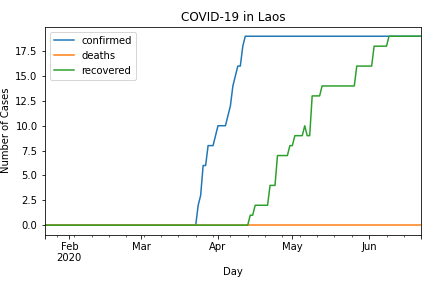 COVID-19 in Laos
confirmed
deaths
recovered
Number of Cases
17.5
15.0
12.5
10.0
7.5
5.0
2.5
0.0
Feb
2020
Mar
Apr
May
Jun
Day